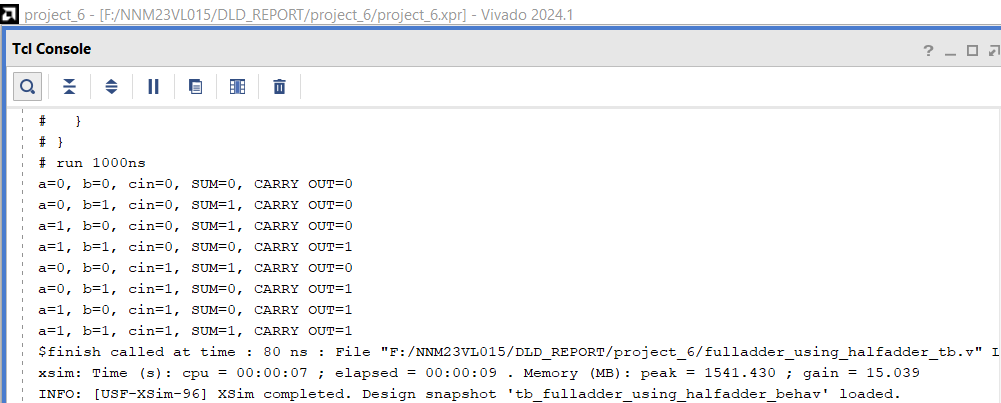 project_6 - [F:/NNM23VL015/DLD_REPORT/project_6/project_6.xpr] - Vivado 2024.1
Tcl Console
#   }
# }
# run 1000ns
a=0, b=0, cin=0, SUM=0, CARRY OUT=0
a=0, b=1, cin=0, SUM=1, CARRY OUT=0
a=1, b=0, cin=0, SUM=1, CARRY OUT=0
a=1, b=1, cin=0, SUM=0, CARRY OUT=1
a=0, b=0, cin=1, SUM=1, CARRY OUT=0
a=0, b=1, cin=1, SUM=0, CARRY OUT=1
a=1, b=0, cin=1, SUM=0, CARRY OUT=1
a=1, b=1, cin=1, SUM=1, CARRY OUT=1
$finish called at time : 80 ns : File "F:/NNM23VL015/DLD_REPORT/project_6/fulladder_using_halfadder_tb.v"
xsim: Time (s): cpu = 00:00:07 ; elapsed = 00:00:09 . Memory (MB): peak = 1541.430 ; gain = 15.039
INFO: [USF-XSim-96] XSim completed. Design snapshot 'tb_fulladder_using_halfadder_behav' loaded.